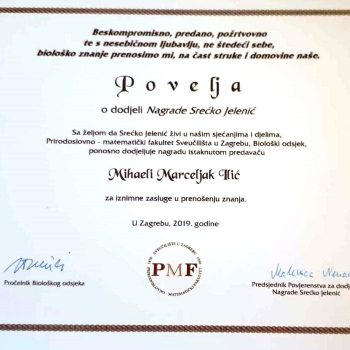 Beskompromisno, predano, požrtvovno
te s nesebičnom ljubavlju, ne štedeći sebe,
biološko znanje prenosimo mi, na čast struke i domovine naše.
Povelja
o dodjeli Nagrade Srećko Jelenić
Sa željom da Srećko Jelenić živi u našim sjećanjima i djelima,
Prirodoslovno - matematički fakultet Sveučilišta u Zagrebu, Biološki odsjek,
ponosno dodjeljuje nagradu istaknutom predavaču
Mihaeli Marceljak Ilić
za iznimne zasluge u prenošenju znanja.
U Zagrebu, 2019. godine
PMF
Pročelnik Biološkog odsjeka
Predsjednik Povjerenstva za dodj
Nagrade Srećko Jelenić